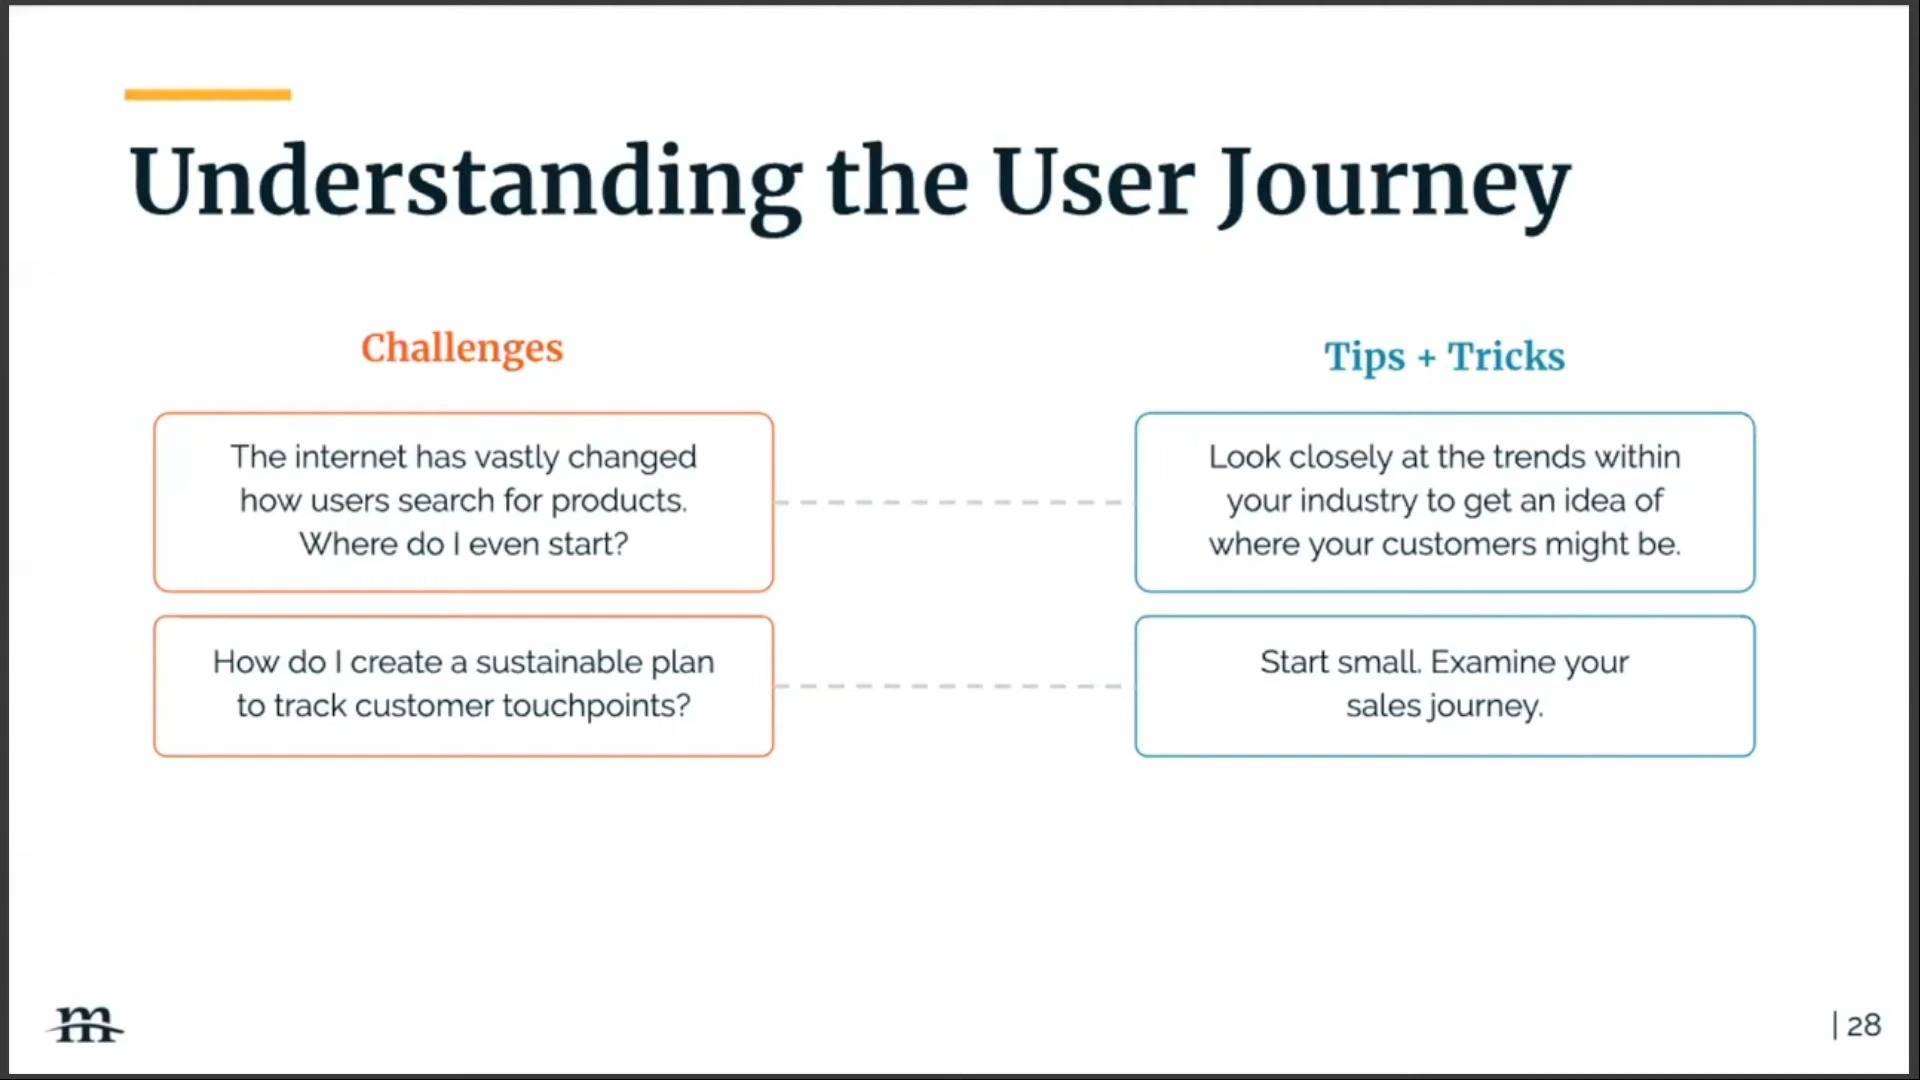 Understanding the User Journey
Challenges
The internet has vastly changed
how users search for products.
Where do I even start?
How do I create a sustainable plan
to track customer touchpoints?
Tips + Tricks
Look closely at the trends within
your industry to get an idea of
where your customers might be.
Start small. Examine your
sales journey.
m
| 28